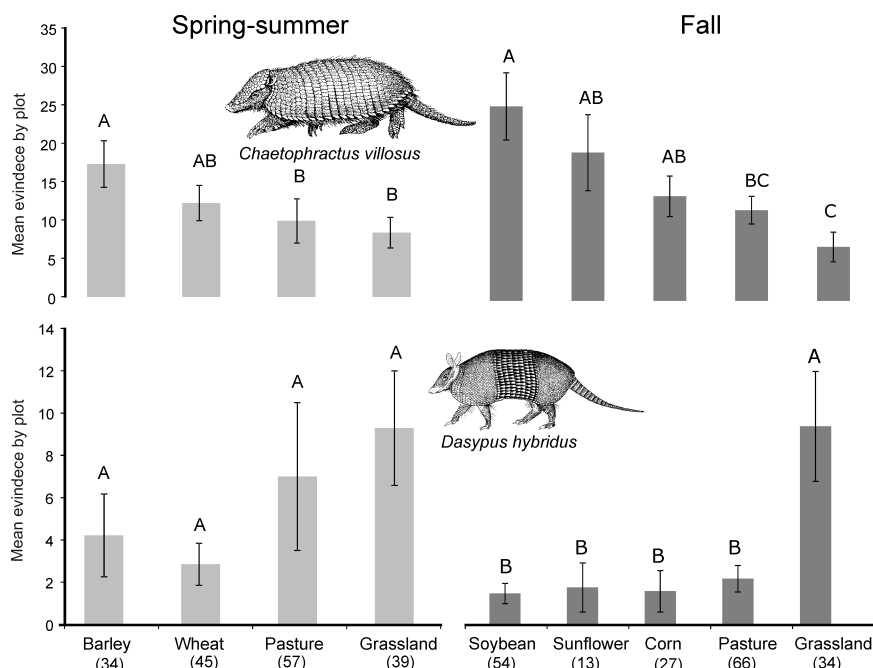 Spring-summer
Fall
Mean evindece by plot
35
30
25
20
15
10
5
0
A
AB
B
B
Chaetophractus villosus
A
AB
AB
BC
C
Mean evindece by plot
14
12
10
8
6
4
2
0
A
A
A
A
Dasypus hybridus
B
B
B
B
A
Barley Wheat Pasture Grassland Soybean Sunflower Corn Pasture Grassland
(34) (45) (57) (39) (54) (13) (27) (66) (34)